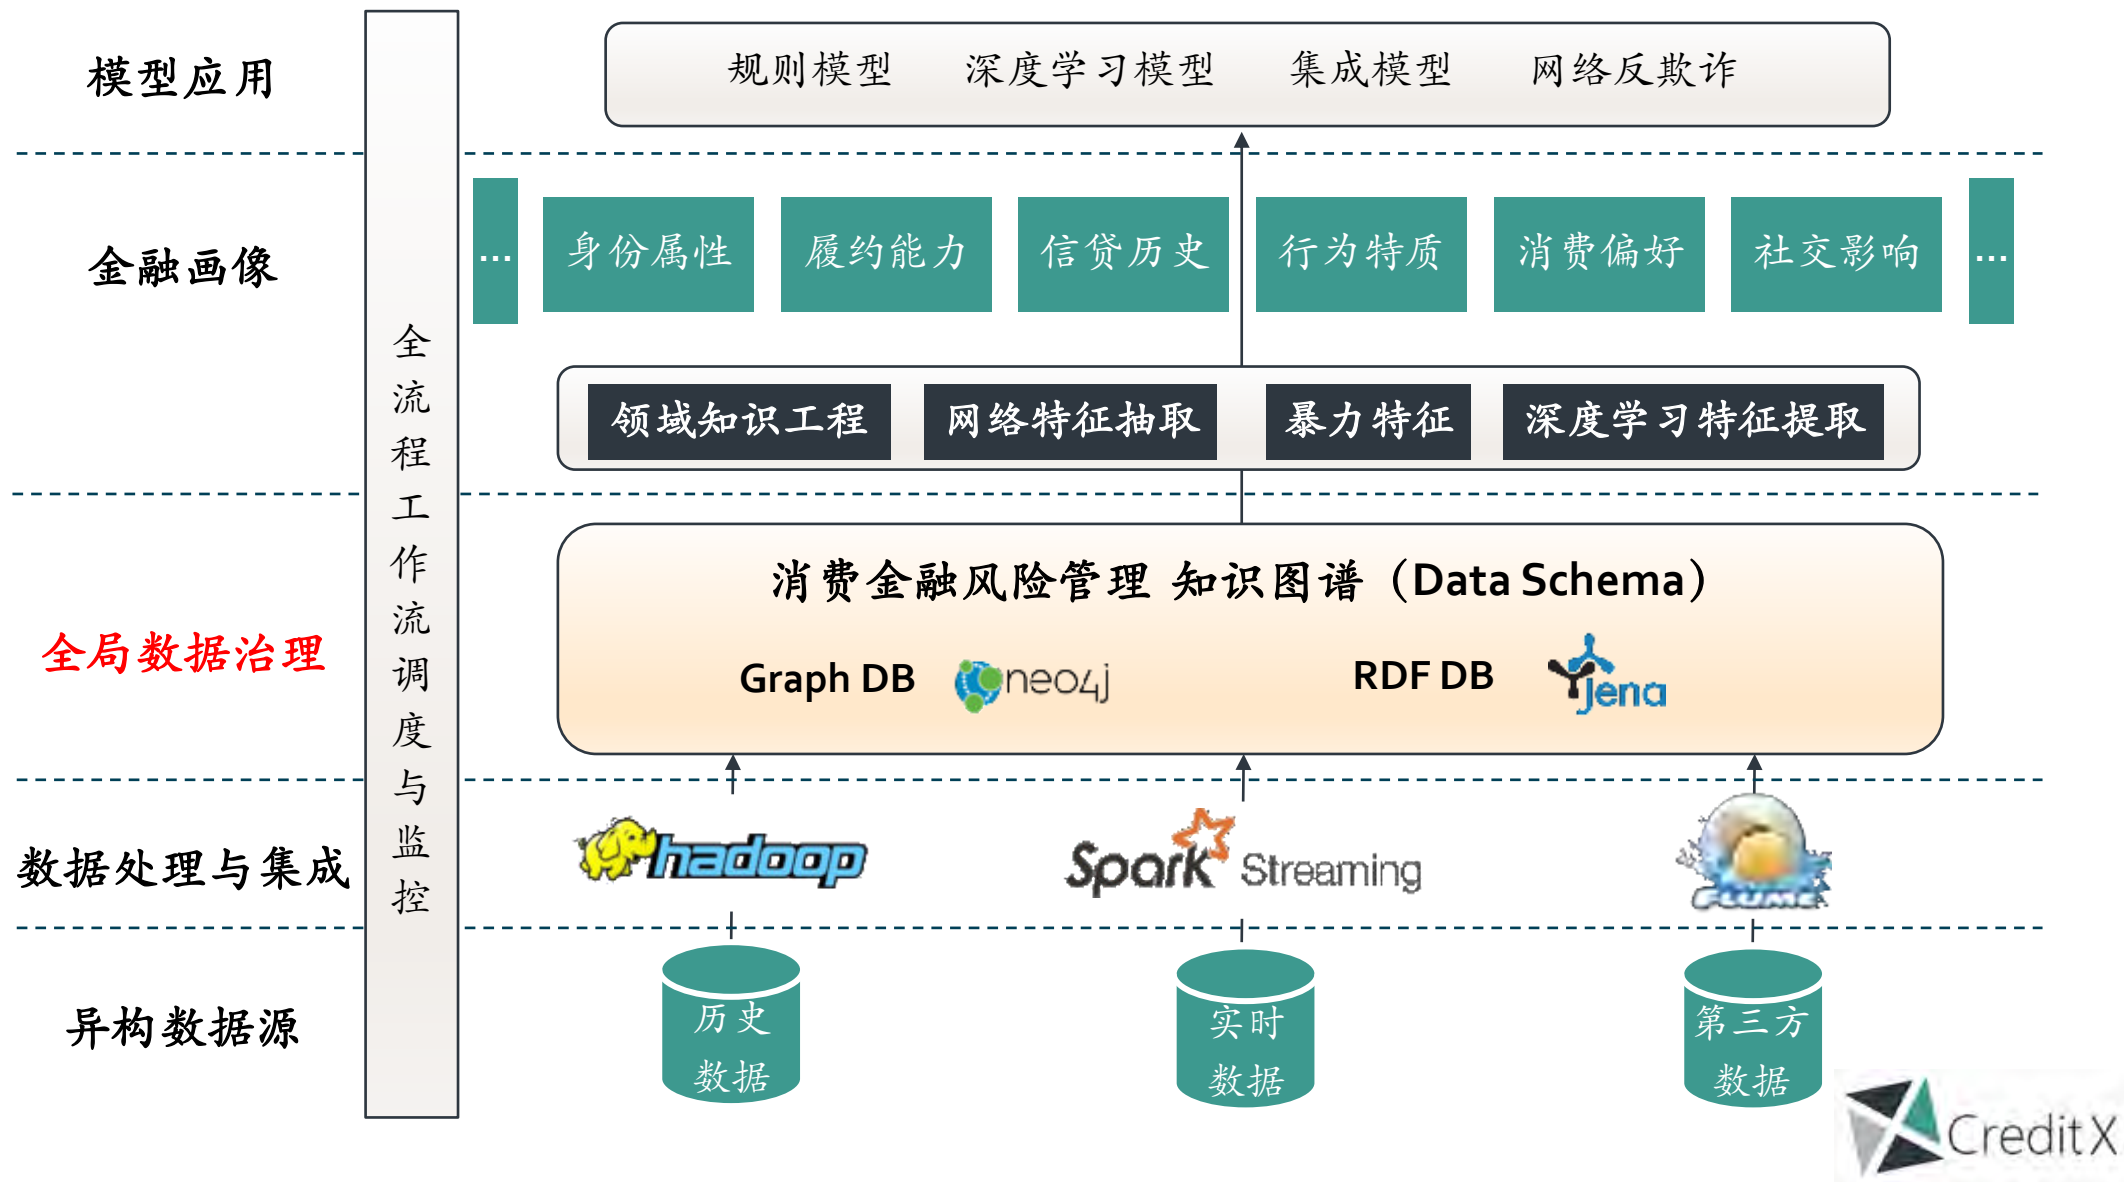 模型应用
规则模型 深度学习模型 集成模型 网络反欺诈
金融画像
... 身份属性 履约能力 信贷历史 行为特质 消费偏好 社交影响 ...
领域知识工程 网络特征抽取 暴力特征 深度学习特征提取
全流程工作流调度与监控
全局数据治理
消费金融风险管理 知识图谱（Data Schema）
Graph DB neo4j RDF DB Jena
数据处理与集成
hadoop Spark Streaming FLUME
异构数据源
历史
数据
实时
数据
第三方
数据
CreditX